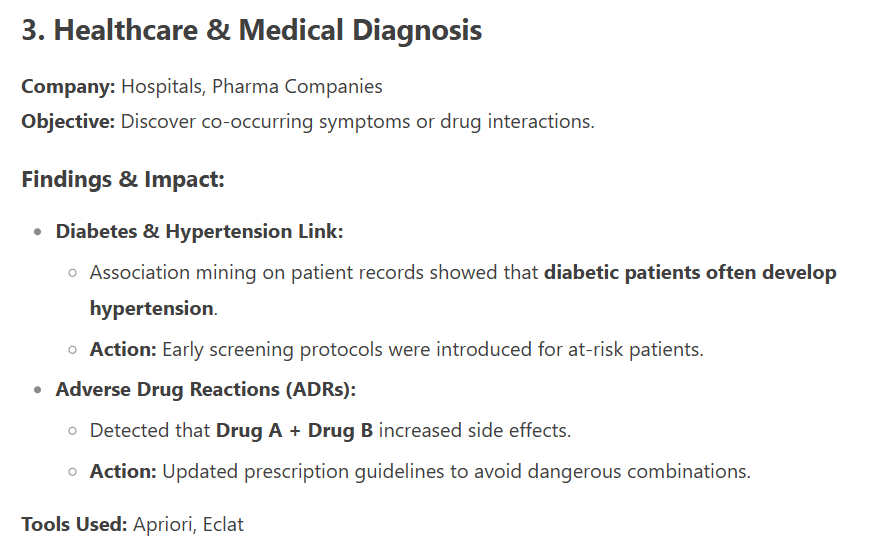 3. Healthcare & Medical Diagnosis
Company: Hospitals, Pharma Companies
Objective: Discover co-occurring symptoms or drug interactions.
Findings & Impact:
Diabetes & Hypertension Link:
Association mining on patient records showed that diabetic patients often develop
hypertension.
Action: Early screening protocols were introduced for at-risk patients.
Adverse Drug Reactions (ADRs):
Detected that Drug A + Drug B increased side effects.
Action: Updated prescription guidelines to avoid dangerous combinations.
Tools Used: Apriori, Eclat